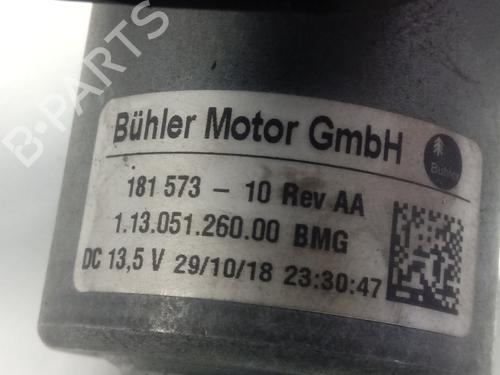 Bühler Motor GmbH
Bühler
181 573 - 10 Rev AA
1.13.051.260.00 BMG
DC 13,5 V 29/10/18 23:30:47
B-PARTS